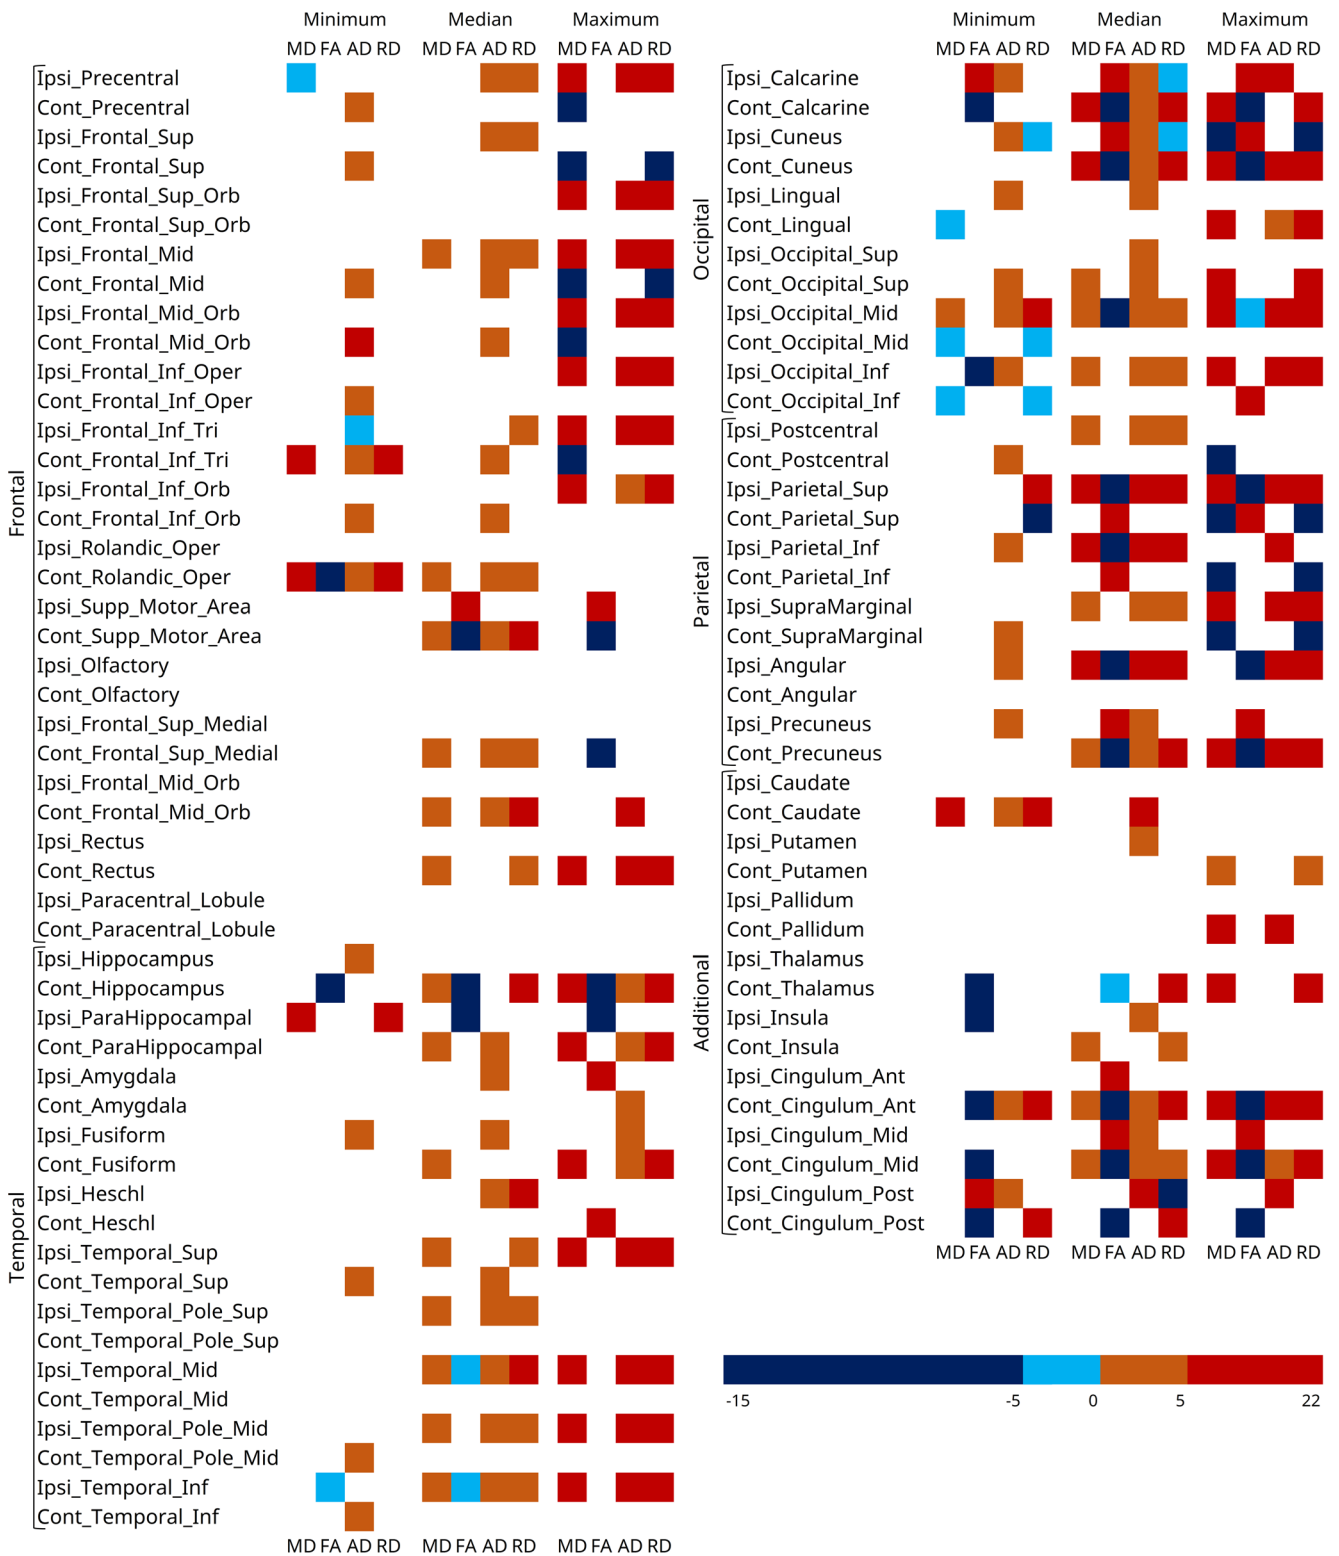 Minimum Median Maximum
MD FA AD RD MD FA AD RD MD FA AD RD
Frontal
Ipsi_Precentral
Cont_Precentral
Ipsi_Frontal_Sup
Cont_Frontal_Sup
Ipsi_Frontal_Sup_Orb
Cont_Frontal_Sup_Orb
Ipsi_Frontal_Mid
Cont_Frontal_Mid
Ipsi_Frontal_Mid_Orb
Cont_Frontal_Mid_Orb
Ipsi_Frontal_Inf_Oper
Cont_Frontal_Inf_Oper
Ipsi_Frontal_Inf_Tri
Cont_Frontal_Inf_Tri
Ipsi_Frontal_Inf_Orb
Cont_Frontal_Inf_Orb
Ipsi_Rolandic_Oper
Cont_Rolandic_Oper
Ipsi_Supp_Motor_Area
Cont_Supp_Motor_Area
Ipsi_Olfactory
Cont_Olfactory
Ipsi_Frontal_Sup_Medial
Cont_Frontal_Sup_Medial
Ipsi_Frontal_Mid_Orb
Cont_Frontal_Mid_Orb
Ipsi_Rectus
Cont_Rectus
Ipsi_Paracentral_Lobule
Cont_Paracentral_Lobule
Temporal
Ipsi_Hippocampus
Cont_Hippocampus
Ipsi_ParaHippocampal
Cont_ParaHippocampal
Ipsi_Amygdala
Cont_Amygdala
Ipsi_Fusiform
Cont_Fusiform
Ipsi_Heschl
Cont_Heschl
Ipsi_Temporal_Sup
Cont_Temporal_Sup
Ipsi_Temporal_Pole_Sup
Cont_Temporal_Pole_Sup
Ipsi_Temporal_Mid
Cont_Temporal_Mid
Ipsi_Temporal_Pole_Mid
Cont_Temporal_Pole_Mid
Ipsi_Temporal_Inf
Cont_Temporal_Inf
MD FA AD RD MD FA AD RD MD FA AD RD
Minimum Median Maximum
MD FA AD RD MD FA AD RD MD FA AD RD
Occipital
Ipsi_Calcarine
Cont_Calcarine
Ipsi_Cuneus
Cont_Cuneus
Ipsi_Lingual
Cont_Lingual
Ipsi_Occipital_Sup
Cont_Occipital_Sup
Ipsi_Occipital_Mid
Cont_Occipital_Mid
Ipsi_Occipital_Inf
Cont_Occipital_Inf
Parietal
Ipsi_Postcentral
Cont_Postcentral
Ipsi_Parietal_Sup
Cont_Parietal_Sup
Ipsi_Parietal_Inf
Cont_Parietal_Inf
Ipsi_SupraMarginal
Cont_SupraMarginal
Ipsi_Angular
Cont_Angular
Ipsi_Precuneus
Cont_Precuneus
Additional
Ipsi_Caudate
Cont_Caudate
Ipsi_Putamen
Cont_Putamen
Ipsi_Pallidum
Cont_Pallidum
Ipsi_Thalamus
Cont_Thalamus
Ipsi_Insula
Cont_Insula
Ipsi_Cingulum_Ant
Cont_Cingulum_Ant
Ipsi_Cingulum_Mid
Cont_Cingulum_Mid
Ipsi_Cingulum_Post
Cont_Cingulum_Post
MD FA AD RD MD FA AD RD MD FA AD RD
-15 -5 0 5 22